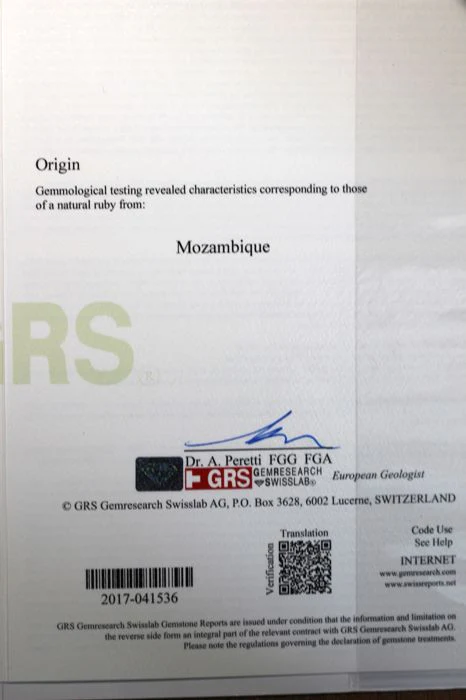 Origin
Gemmological testing revealed characteristics corresponding to those
of a natural ruby from:
Mozambique
GRS
(R)
Dr. A. Peretti FGG FGA
GRS GEMRESEARCH
SWISSLAB®
European Geologist
© GRS Gemresearch Swisslab AG, P.O. Box 3628, 6002 Lucerne, SWITZERLAND
Translation
Verification
Code Use
See Help
INTERNET
www.gemresearch.com
www.swissreports.net
2017-041536
GRS Gemresearch Swisslab Gemstone Reports are issued under condition that the information and limitation on
the reverse side form an integral part of the relevant contract with GRS Gemresearch Swisslab AG.
Please note the regulations governing the declaration of gemstone treatments.